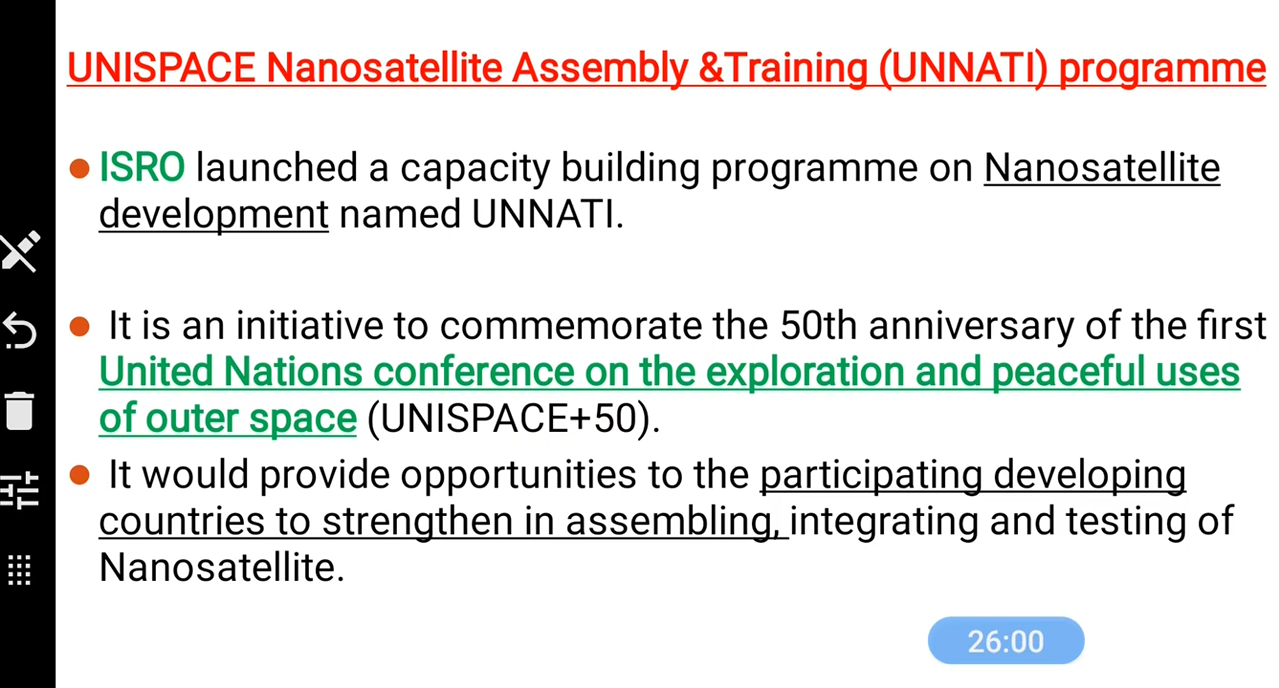 UNISPACE Nanosatellite Assembly &Training (UNNATI) programme
ISRO launched a capacity building programme on Nanosatellite
development named UNNATI.
It is an initiative to commemorate the 50th anniversary of the first
United Nations conference on the exploration and peaceful uses
of outer space (UNISPACE+50).
It would provide opportunities to the participating developing
countries to strengthen in assembling, integrating and testing of
Nanosatellite.
26:00